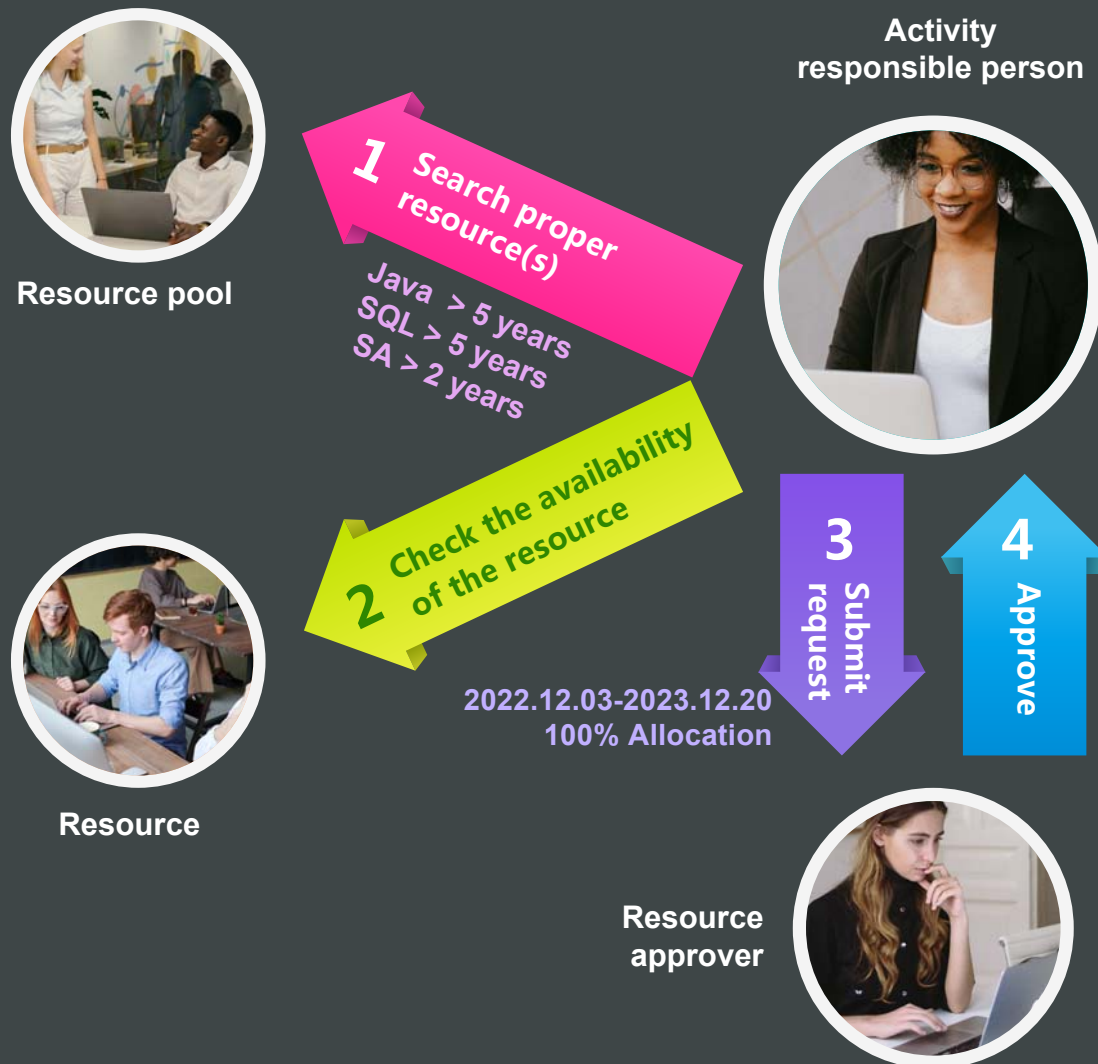 Activity
responsible person
1 Search proper
resource(s)
Resource pool
Java > 5 years
SQL > 5 years
SA > 2 years
2 Check the availability
of the resource
3 Submit
request
4 Approve
2022.12.03-2023.12.20
100% Allocation
Resource
Resource
approver